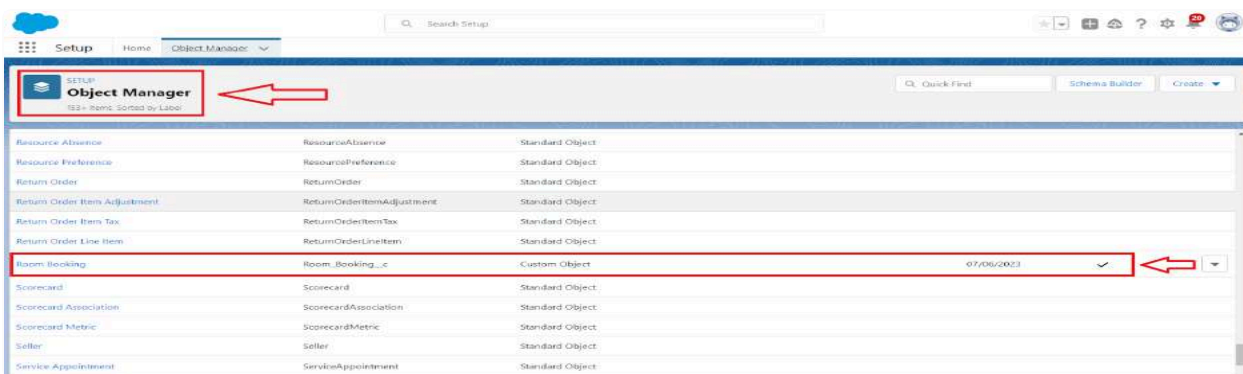 Search Setup
20
Setup Home Object Manager
SETUP
Object Manager
153+ Items, Sorted by Label
Quick Find Schema Builder Create
Resource Absence ResourceAbsence Standard Object
Resource Preference ResourcePreference Standard Object
Return Order ReturnOrder Standard Object
Return Order Item Adjustment ReturnOrderItemAdjustment Standard Object
Return Order Item Tax ReturnOrderItemTax Standard Object
Return Order Line Item ReturnOrderLineItem Standard Object
Room Booking Room_Booking__c Custom Object 07/06/2023
Scorecard Scorecard Standard Object
Scorecard Association ScorecardAssociation Standard Object
Scorecard Metric ScorecardMetric Standard Object
Seller Seller Standard Object
Service Appointment ServiceAppointment Standard Object